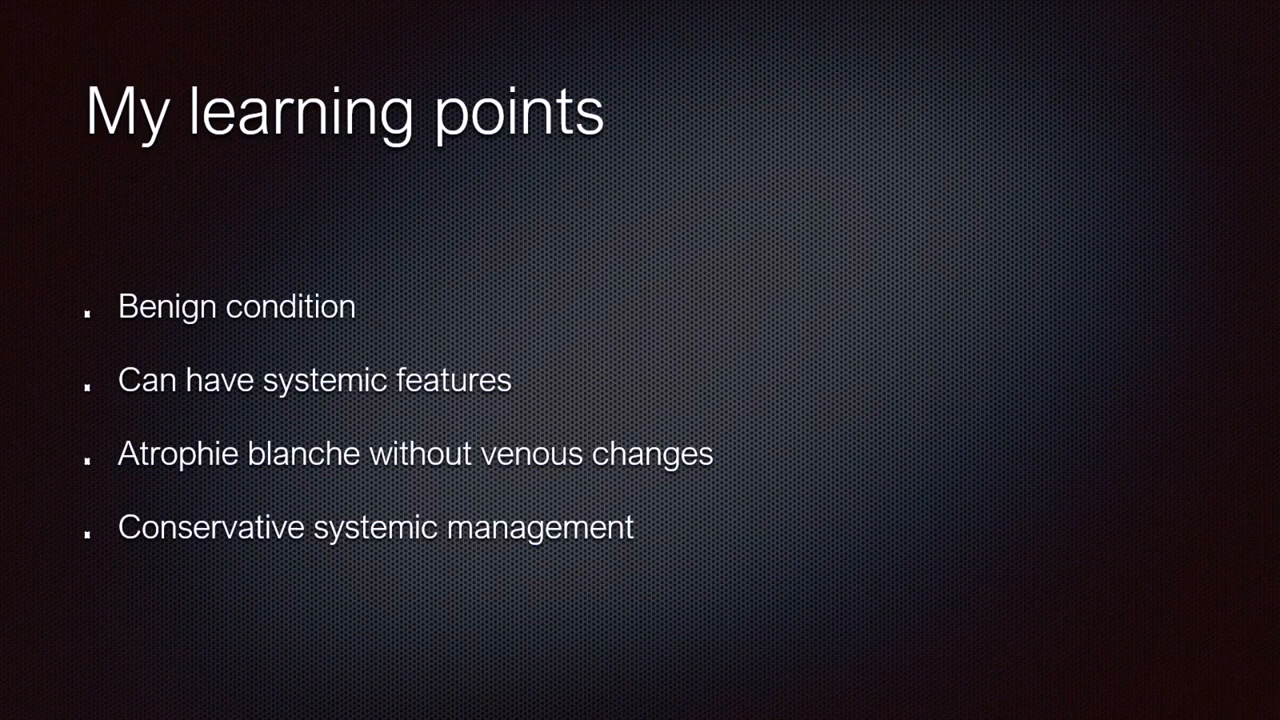 My learning points
Benign condition
Can have systemic features
Atrophie blanche without venous changes
Conservative systemic management